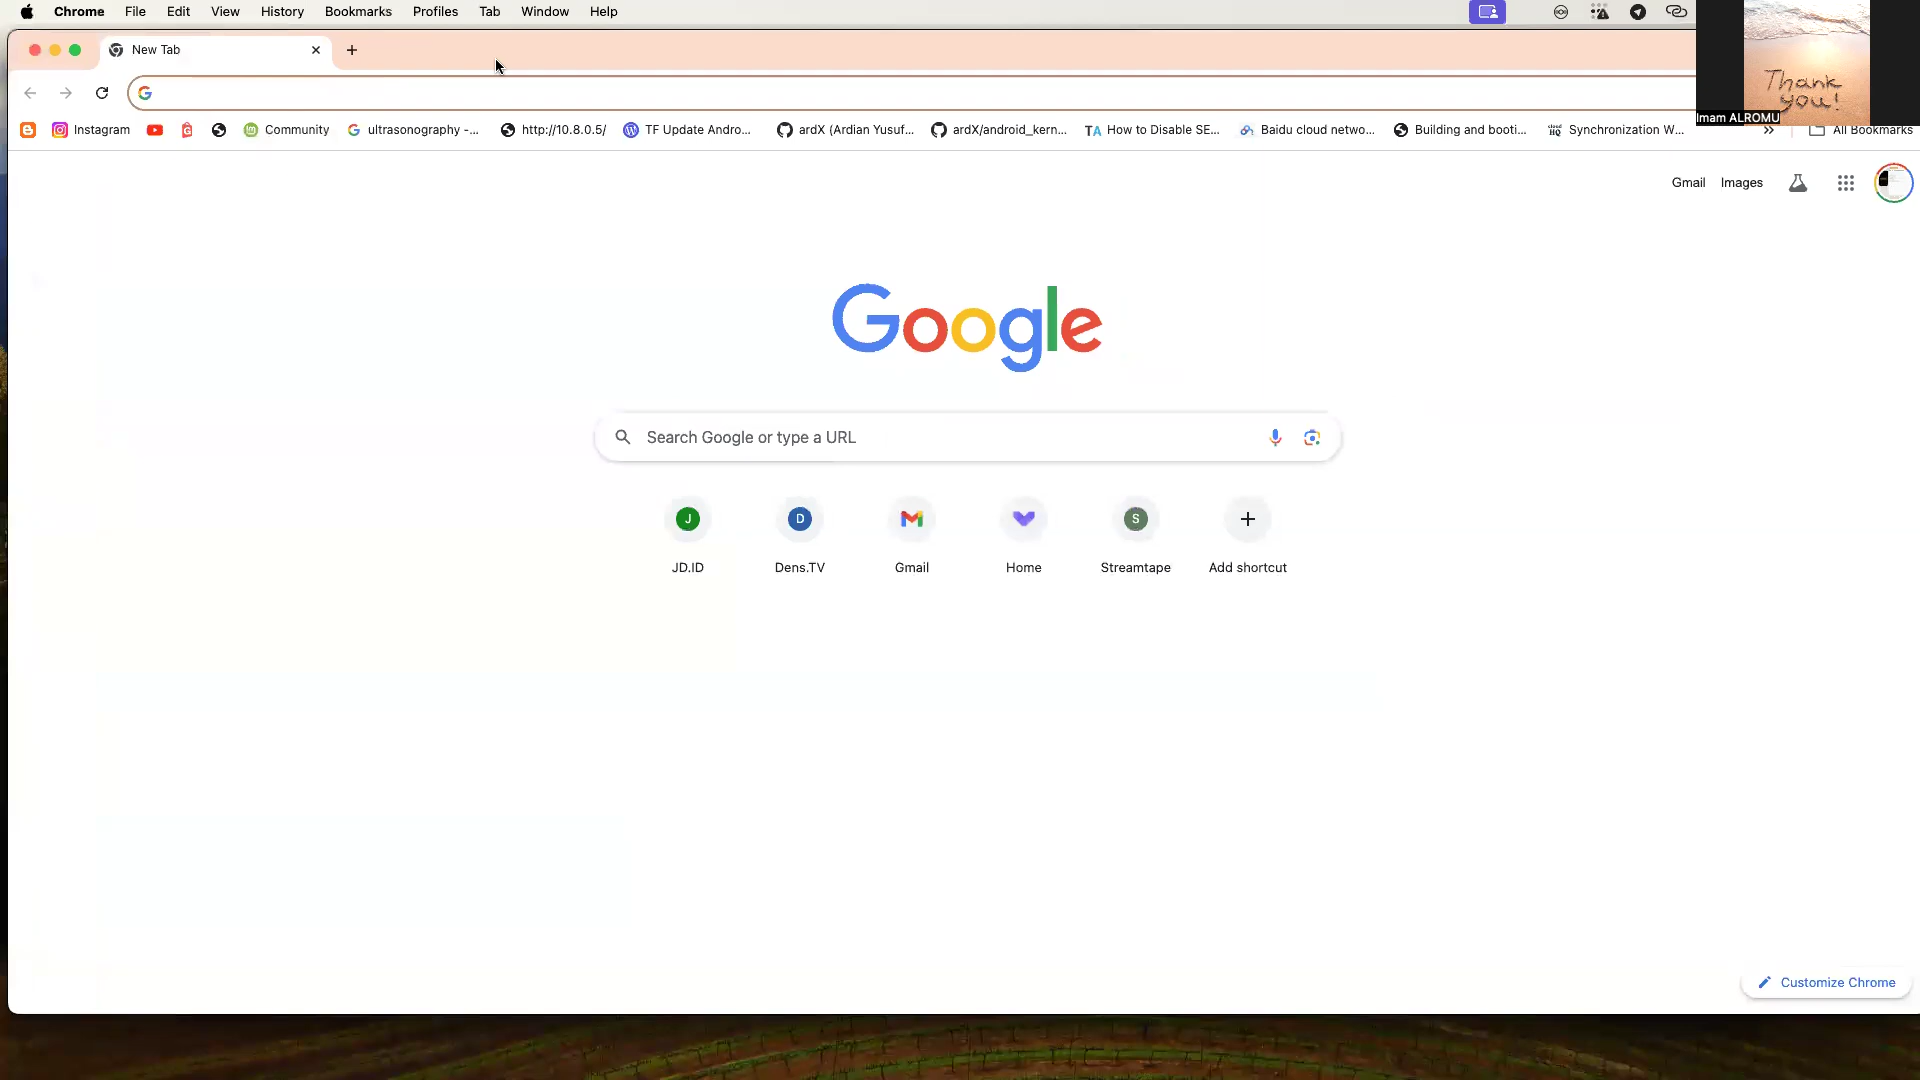 Chrome File Edit View History Bookmarks Profiles Tab Window Help
New Tab
Thank
you!
Imam ALROMU
Instagram Community ultrasonography -... http://10.8.0.5/ TF Update Andro... ardX (Ardian Yusuf... ardX/android_kern... TA How to Disable SE... Baidu cloud netwo... Building and booti... Synchronization W... » All Bookmarks
Gmail Images
Google
Search Google or type a URL
J D S
JD.ID Dens.TV Gmail Home Streamtape Add shortcut
Customize Chrome